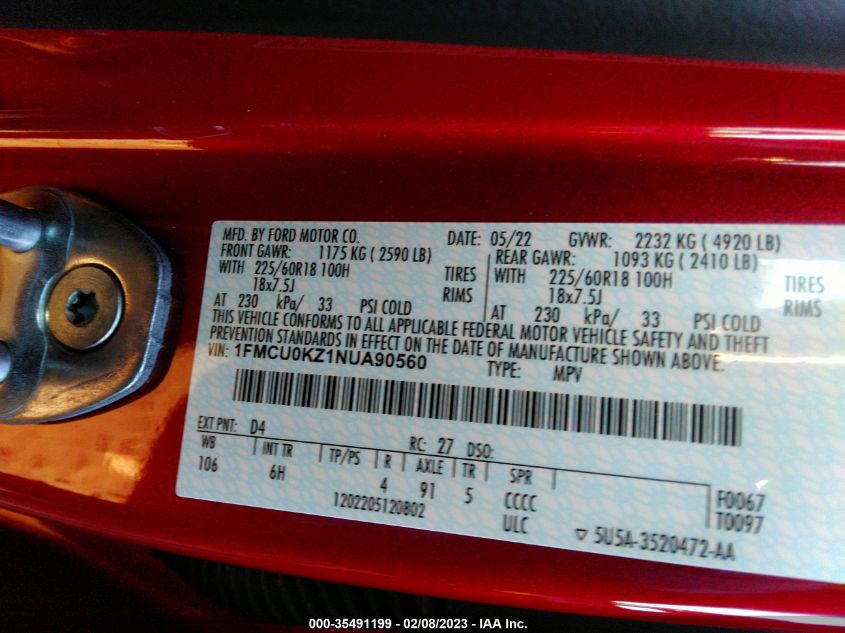 MFD. BY FORD MOTOR CO.
DATE: 05/22 GVWR: 2232 KG ( 4920 LB)
FRONT GAWR: 1175 KG ( 2590 LB)
WITH 225/60R18 100H TIRES
18x7.5J RIMS
AT 230 kPa/ 33 PSI COLD
REAR GAWR: 1093 KG ( 2410 LB)
WITH 225/60R18 100H TIRES
18x7.5J RIMS
AT 230 kPa/ 33 PSI COLD
THIS VEHICLE CONFORMS TO ALL APPLICABLE FEDERAL MOTOR VEHICLE SAFETY AND THEFT
PREVENTION STANDARDS IN EFFECT ON THE DATE OF MANUFACTURE SHOWN ABOVE.
VIN: 1FMCU0KZ1NUA90560
TYPE: MPV
EXT PNT: D4 RC: 27 DSO:
WB INT TR TP/PS R AXLE TR SPR
106 6H 4 91 5 CCCC
F0067
T0097
1202205120802
ULC
▽ 5U5A-3520472-AA
000-35491199 — 02/08/2023 — IAA Inc.